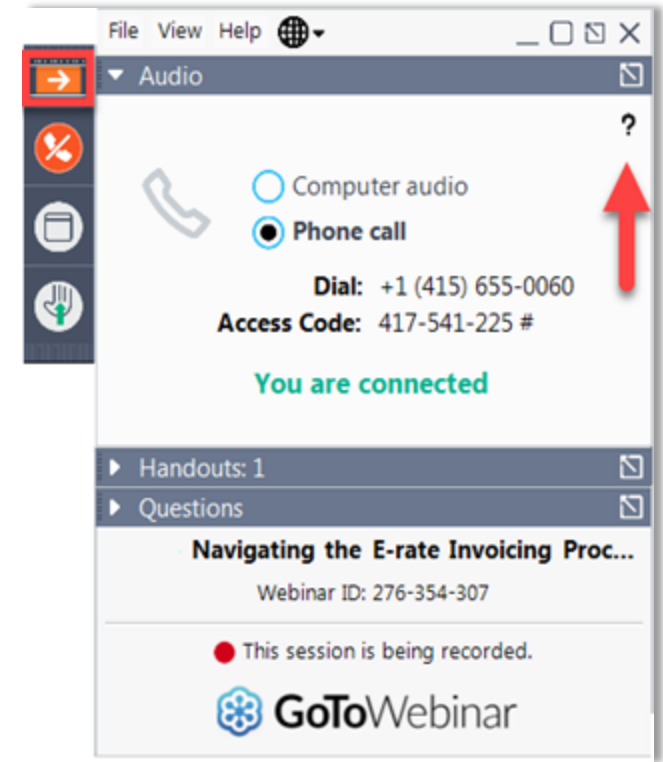 File View Help
Audio
?
Computer audio
Phone call
Dial: +1 (415) 655-0060
Access Code: 417-541-225 #
You are connected
Handouts: 1
Questions
Navigating the E-rate Invoicing Proc...
Webinar ID: 276-354-307
This session is being recorded.
GoToWebinar